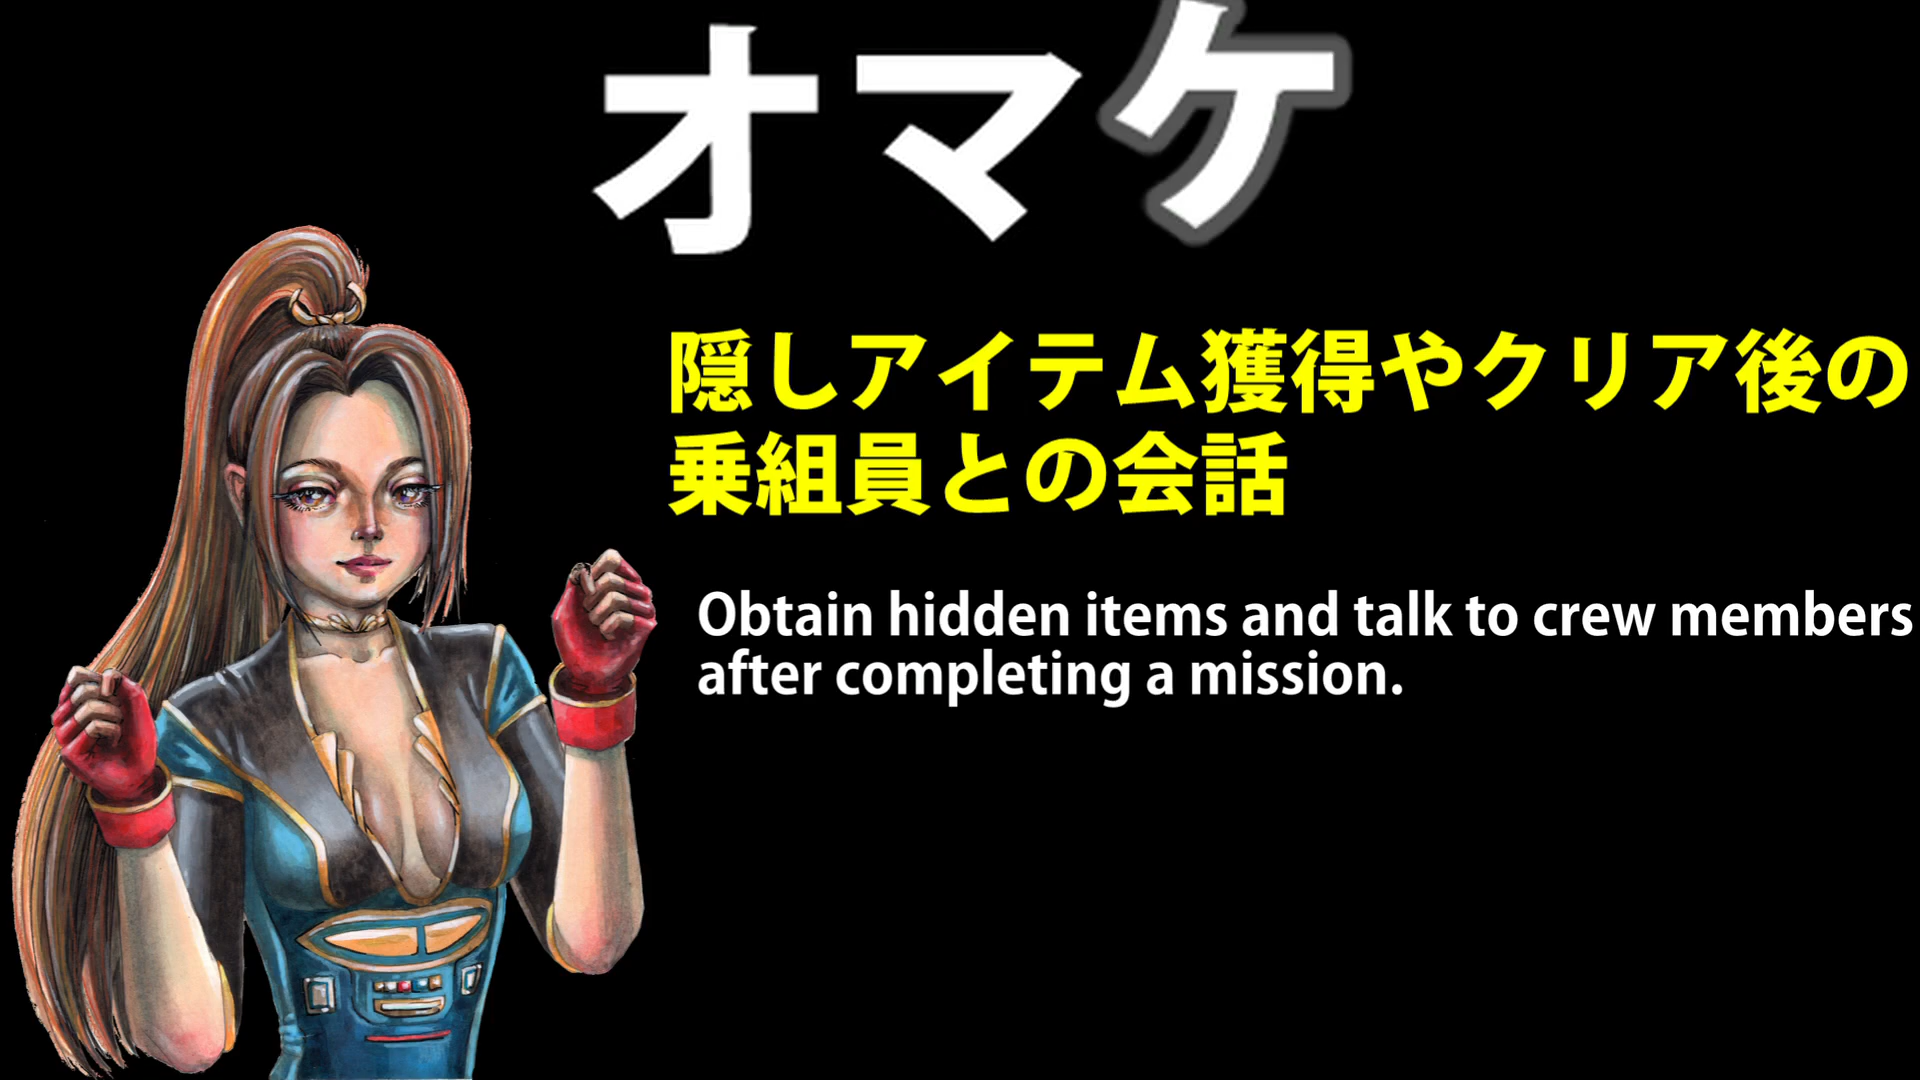 オマケ
隠しアイテム獲得やクリア後の
乗組員との会話
Obtain hidden items and talk to crew members
after completing a mission.